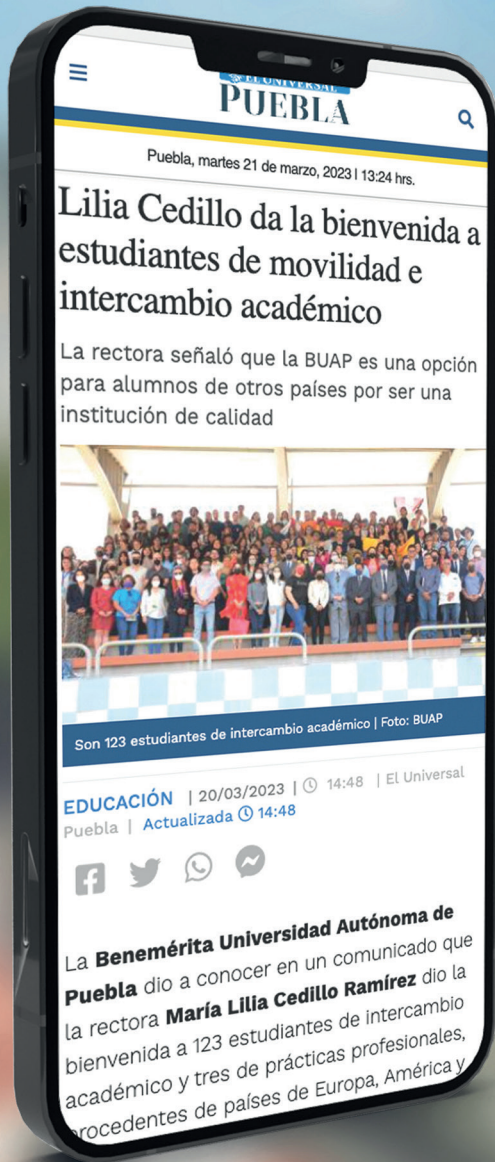 EL UNIVERSAL
PUEBLA
Puebla, martes 21 de marzo, 2023 | 13:24 hrs.
Lilia Cedillo da la bienvenida a
estudiantes de movilidad e
intercambio académico
La rectora señaló que la BUAP es una opción
para alumnos de otros países por ser una
institución de calidad
Son 123 estudiantes de intercambio académico | Foto: BUAP
EDUCACIÓN | 20/03/2023 | 14:48 | El Universal
Puebla | Actualizada 14:48
La Benemérita Universidad Autónoma de
Puebla dio a conocer en un comunicado que
la rectora María Lilia Cedillo Ramírez dio la
bienvenida a 123 estudiantes de intercambio
académico y tres de prácticas profesionales,
procedentes de países de Europa, América y